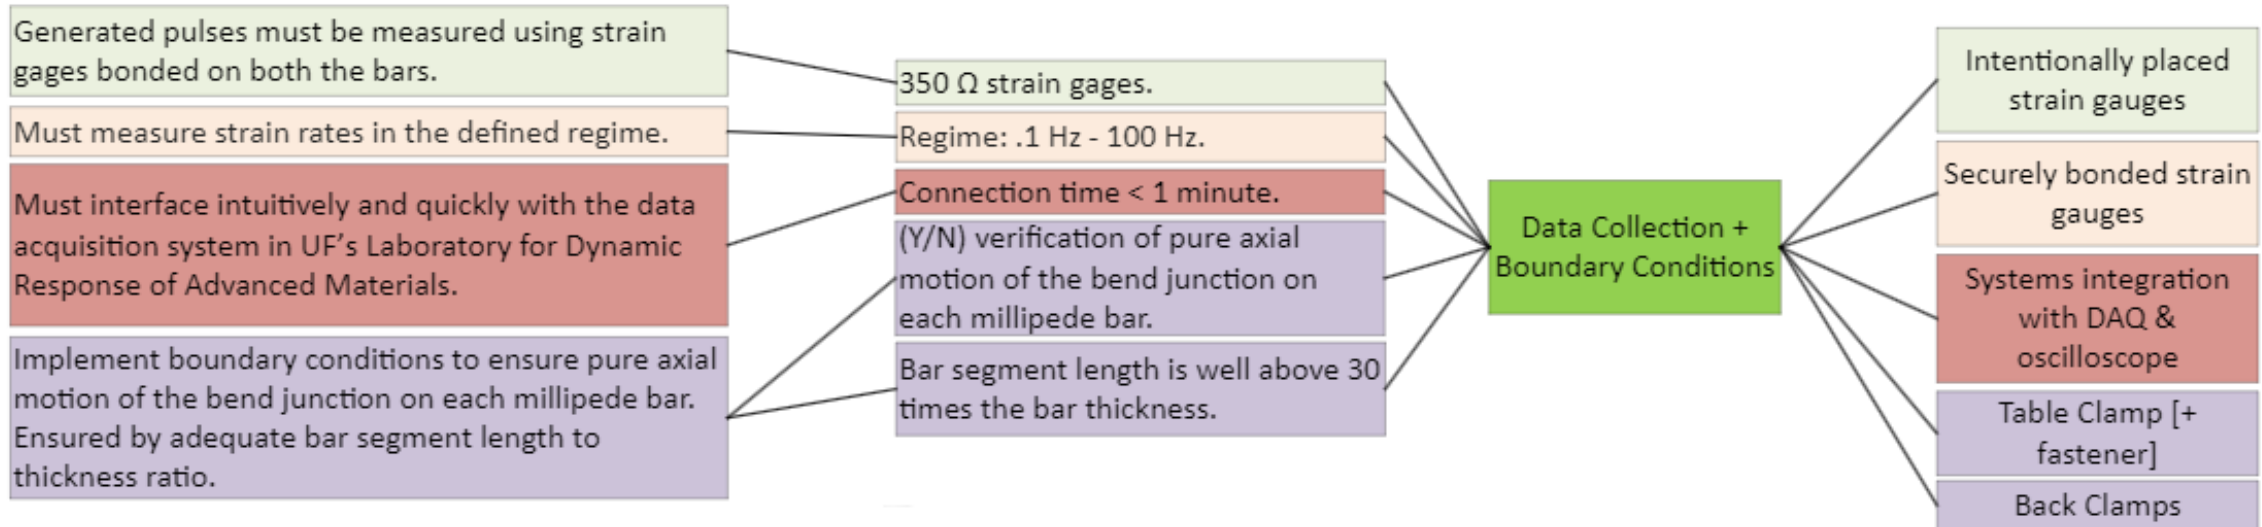 Generated pulses must be measured using strain
gages bonded on both the bars.
Must measure strain rates in the defined regime.
Must interface intuitively and quickly with the data
acquisition system in UF's Laboratory for Dynamic
Response of Advanced Materials.
Implement boundary conditions to ensure pure axial
motion of the bend junction on each millipede bar.
Ensured by adequate bar segment length to
thickness ratio.
350 Ω strain gages.
Regime: .1 Hz - 100 Hz.
Connection time < 1 minute.
(Y/N) verification of pure axial
motion of the bend junction on
each millipede bar.
Bar segment length is well above 30
times the bar thickness.
Data Collection +
Boundary Conditions
Intentionally placed
strain gauges
Securely bonded strain
gauges
Systems integration
with DAQ &
oscilloscope
Table Clamp [+
fastener]
Back Clamps